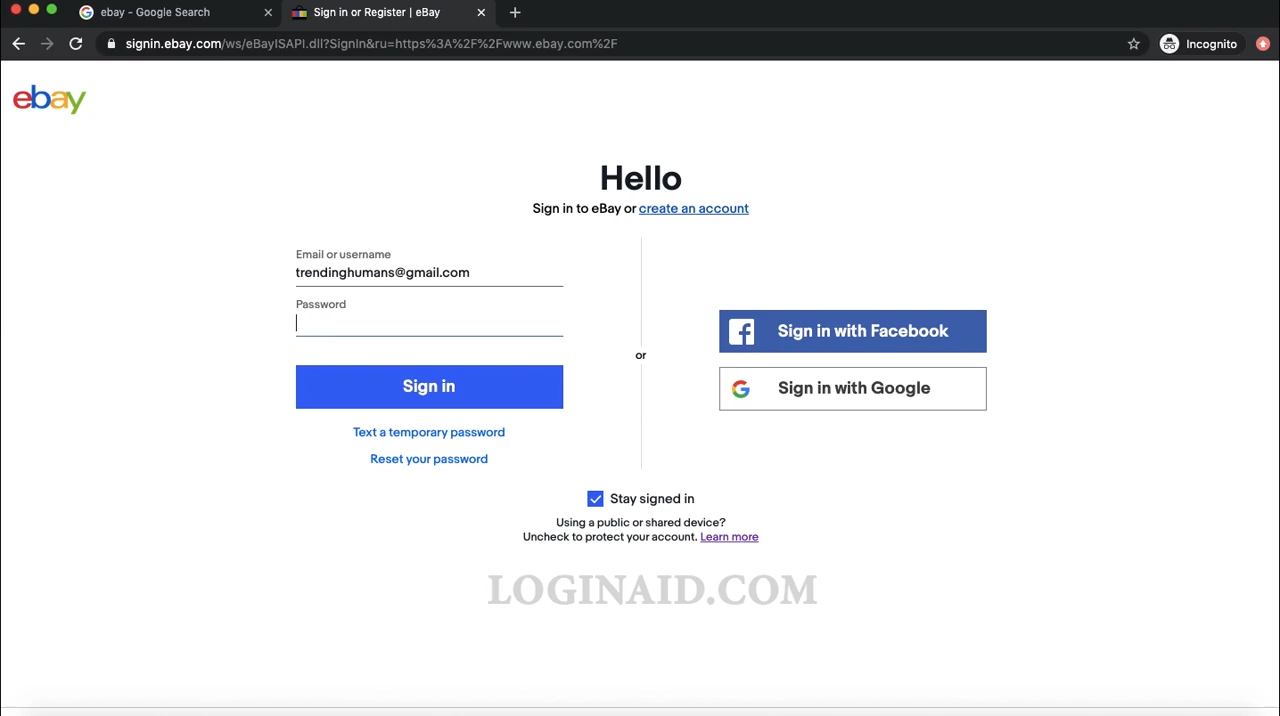 ebay - Google Search
Sign in or Register | eBay
signin.ebay.com/ws/eBayISAPI.dll?SignIn&ru=https%3A%2F%2Fwww.ebay.com%2F
Incognito
ebay
Hello
Sign in to eBay or create an account
Email or username
trendinghumans@gmail.com
Password
Sign in
Text a temporary password
Reset your password
or
Sign in with Facebook
Sign in with Google
Stay signed in
Using a public or shared device?
Uncheck to protect your account. Learn more
LOGINAID.COM